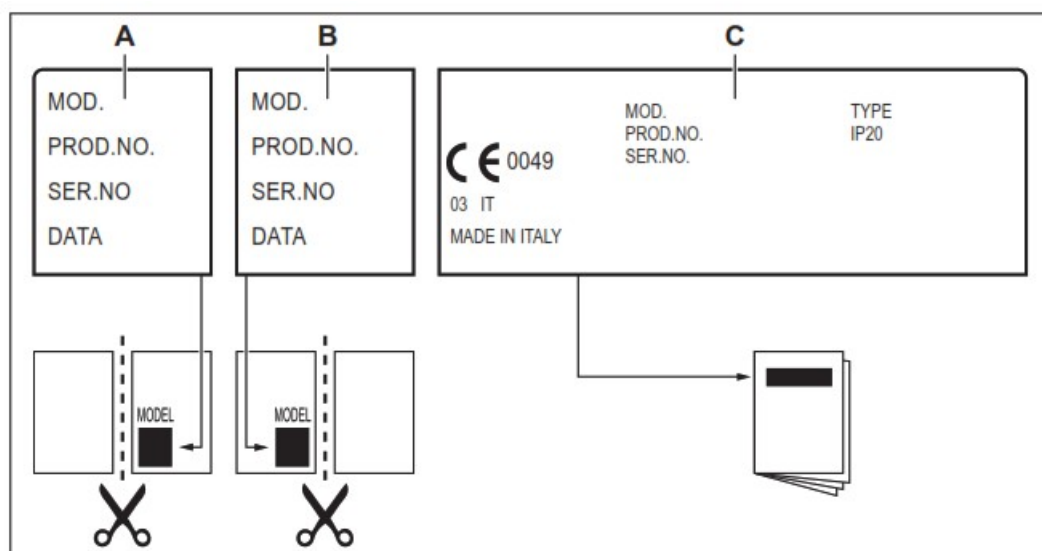 A
B
C
MOD.
PROD.NO.
SER.NO
DATA
MOD.
PROD.NO.
SER.NO
DATA
MOD.
PROD.NO.
SER.NO.
TYPE
IP20
CE 0049
03 IT
MADE IN ITALY
MODEL
MODEL